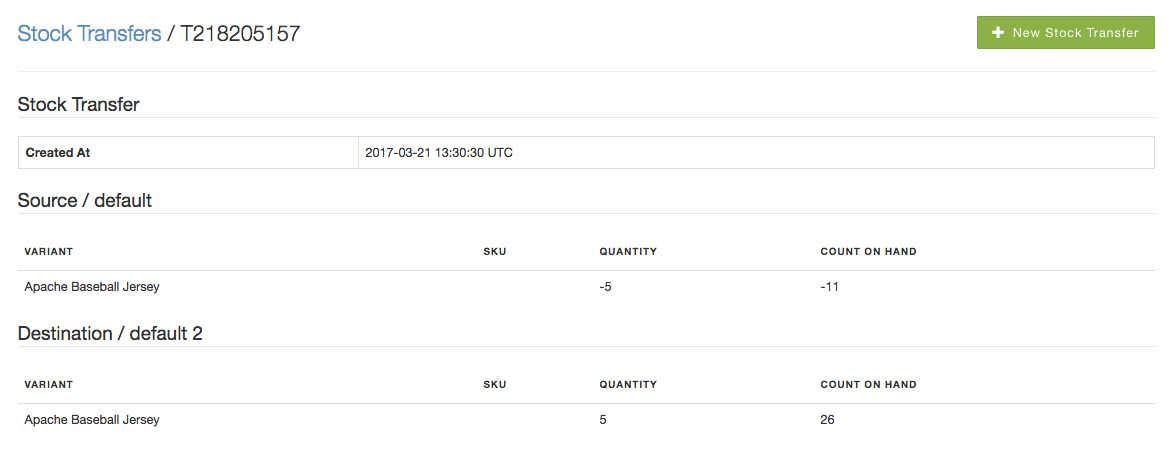 Stock Transfers / T218205157
+ New Stock Transfer
Stock Transfer
Created At 2017-03-21 13:30:30 UTC
Source / default
VARIANT SKU QUANTITY COUNT ON HAND
Apache Baseball Jersey -5 -11
Destination / default 2
VARIANT SKU QUANTITY COUNT ON HAND
Apache Baseball Jersey 5 26